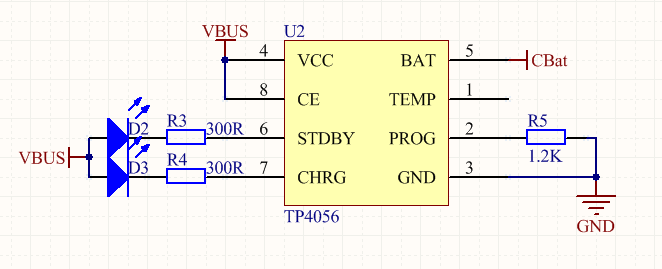 VBUS
U2
4
VCC
BAT
5
CBat
8
CE
TEMP
1
D2
R3
300R
6
STDBY
PROG
2
R5
1.2K
VBUS
D3
R4
300R
7
CHRG
GND
3
TP4056
GND